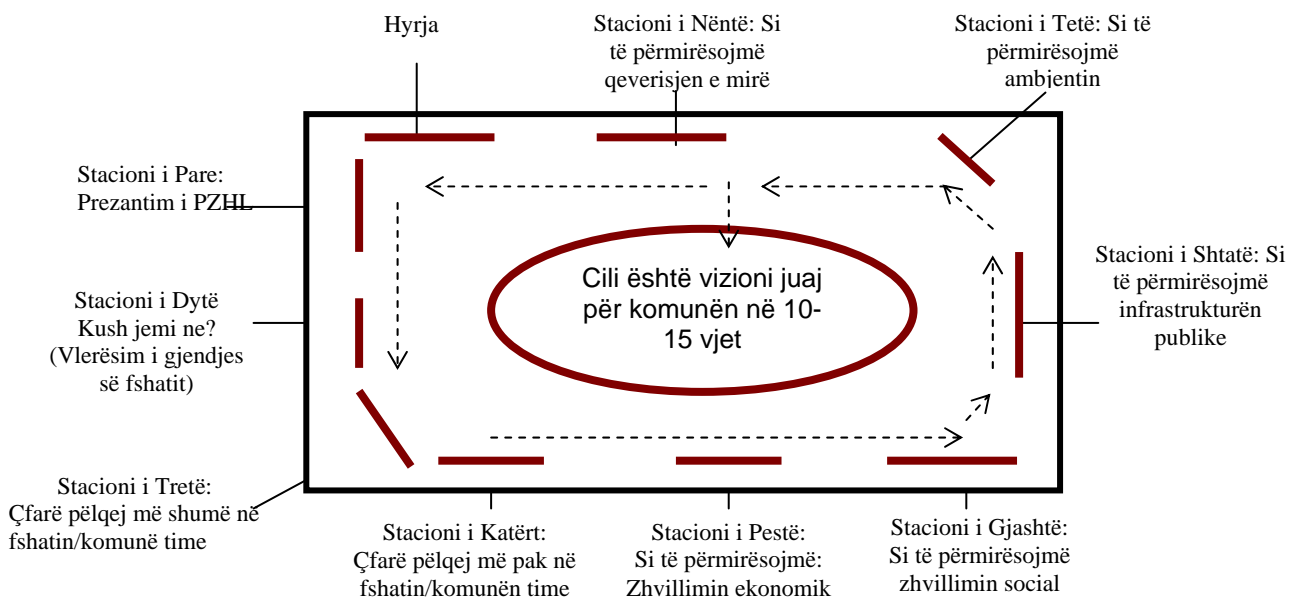 Hyrja
Stacioni i Nëntë: Si
të përmirësojmë
qeverisjen e mirë
Stacioni i Tetë: Si të
përmirësojmë
ambjentin
Stacioni i Pare:
Prezantim i PZHL
Stacioni i Dytë
Kush jemi ne?
(Vlerësim i gjendjes
së fshatit)
Stacioni i Tretë:
Çfarë pëlqej më shumë në
fshatin/komunë time
Cili është vizioni juaj
për komunën në 10-
15 vjet
Stacioni i Shtatë: Si
të përmirësojmë
infrastrukturën
publike
Stacioni i Katërt:
Çfarë pëlqej më pak në
fshatin/komunën time
Stacioni i Pestë:
Si të përmirësojmë:
Zhvillimin ekonomik
Stacioni i Gjashtë:
Si të përmirësojmë
zhvillimin social